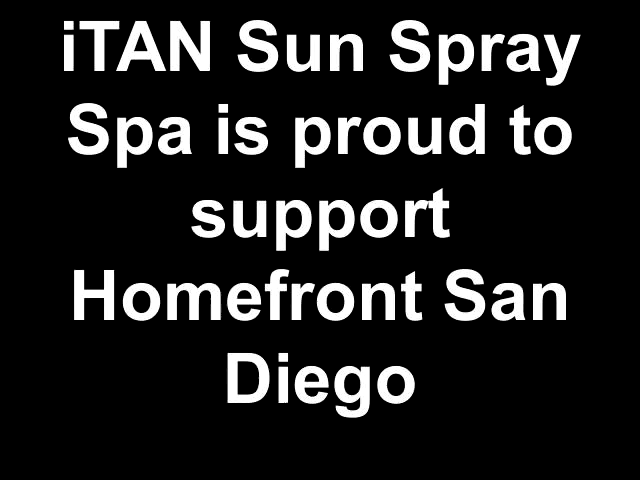 iTAN Sun Spray
Spa is proud to
support
Homefront San
Diego